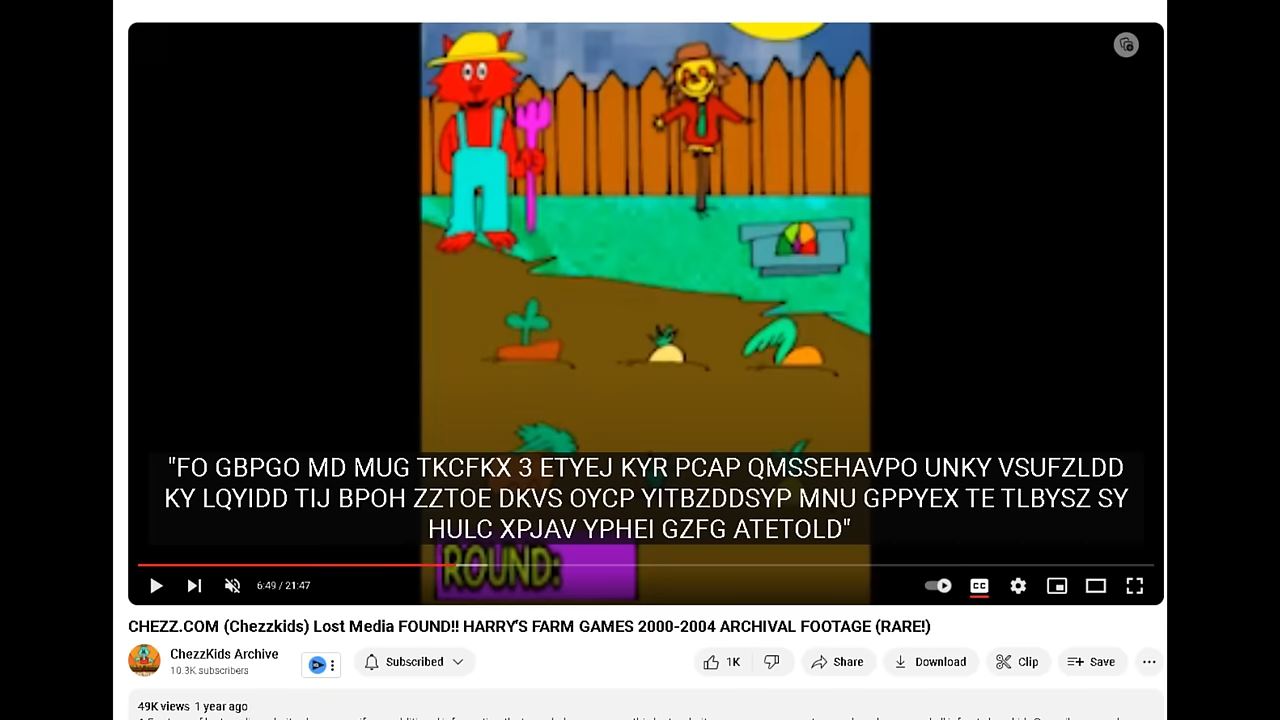 "FO GBPGO MD MUG TKCFKX 3 ETYEJ KYR PCAP QMSSEHAVPO UNKY VSUFZLDD
KY LQYIDD TIJ BPOH ZZTOE DKVS OYCP YITBZDDSYP MNU GPPYEX TE TLBYSZ SY
HULC XPJAV YPHEI GZFG ATETOLD"
ROUND:
6:49 / 21:47
CC
CHEZZ.COM (Chezzkids) Lost Media FOUND!! HARRY'S FARM GAMES 2000-2004 ARCHIVAL FOOTAGE (RARE!)
ChezzKids Archive
10.3K subscribers
Subscribed
1K
Share
Download
Clip
Save
49K views 1 year ago